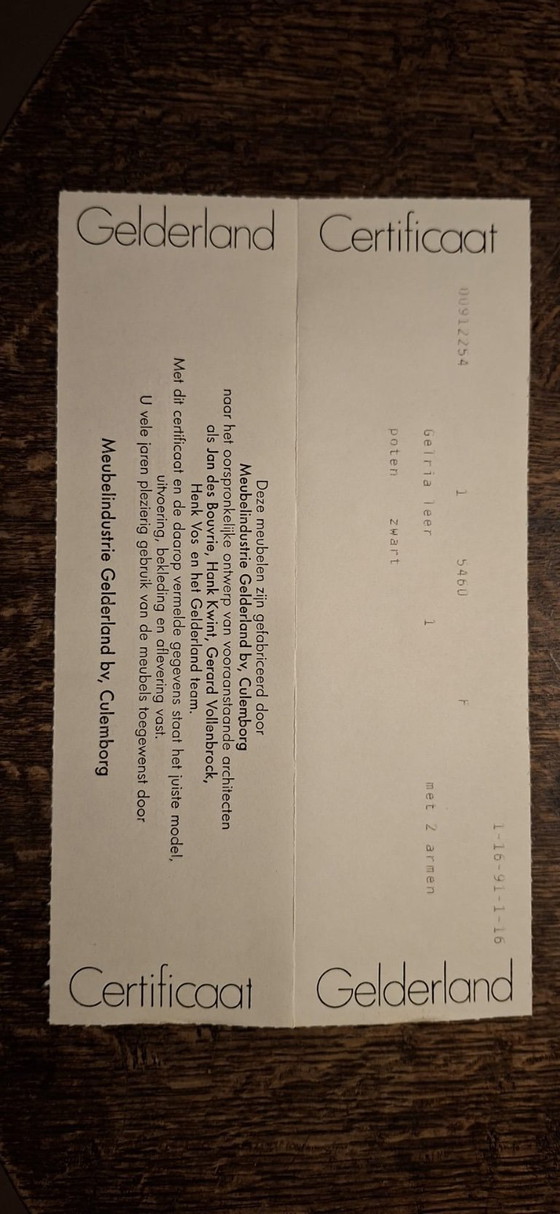 Gelderland
Certificaat
Deze meubelen zijn gefabriceerd door
Meubelindustrie Gelderland bv, Culemborg
naar het oorspronkelijke ontwerp van vooraanstaande architecten
als Jan des Bouvrie, Hank Kwint, Gerard Vollenbrock,
Henk Vos en het Gelderland team.
Met dit certificaat en de daarop vermelde gegevens staat het juiste model,
uitvoering, bekleding en aflevering vast.
U vele jaren plezierig gebruik van de meubels toegewenst door
Meubelindustrie Gelderland bv, Culemborg
Certificaat
Gelderland
1-16-91-1-16
00912254 1 5460 F
Gelria leer 1 met 2 armen
poten zwart